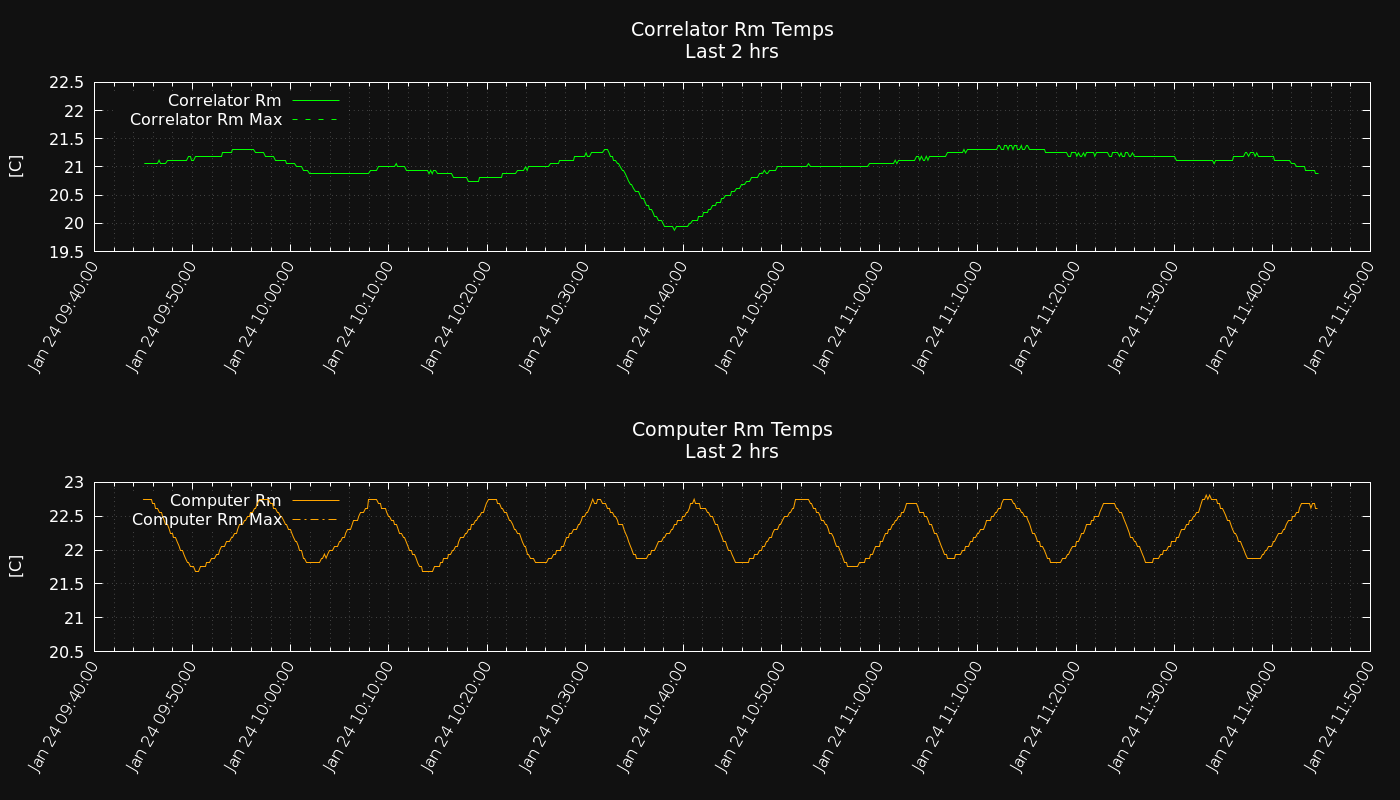 Correlator Rm Temps
Last 2 hrs
22.5
22
21.5
21
20.5
20
19.5
[C]
Correlator Rm
Correlator Rm Max
Jan 24 09:40:00
Jan 24 09:50:00
Jan 24 10:00:00
Jan 24 10:10:00
Jan 24 10:20:00
Jan 24 10:30:00
Jan 24 10:40:00
Jan 24 10:50:00
Jan 24 11:00:00
Jan 24 11:10:00
Jan 24 11:20:00
Jan 24 11:30:00
Jan 24 11:40:00
Jan 24 11:50:00
Computer Rm Temps
Last 2 hrs
23
22.5
22
21.5
21
20.5
[C]
Computer Rm
Computer Rm Max
Jan 24 09:40:00
Jan 24 09:50:00
Jan 24 10:00:00
Jan 24 10:10:00
Jan 24 10:20:00
Jan 24 10:30:00
Jan 24 10:40:00
Jan 24 10:50:00
Jan 24 11:00:00
Jan 24 11:10:00
Jan 24 11:20:00
Jan 24 11:30:00
Jan 24 11:40:00
Jan 24 11:50:00